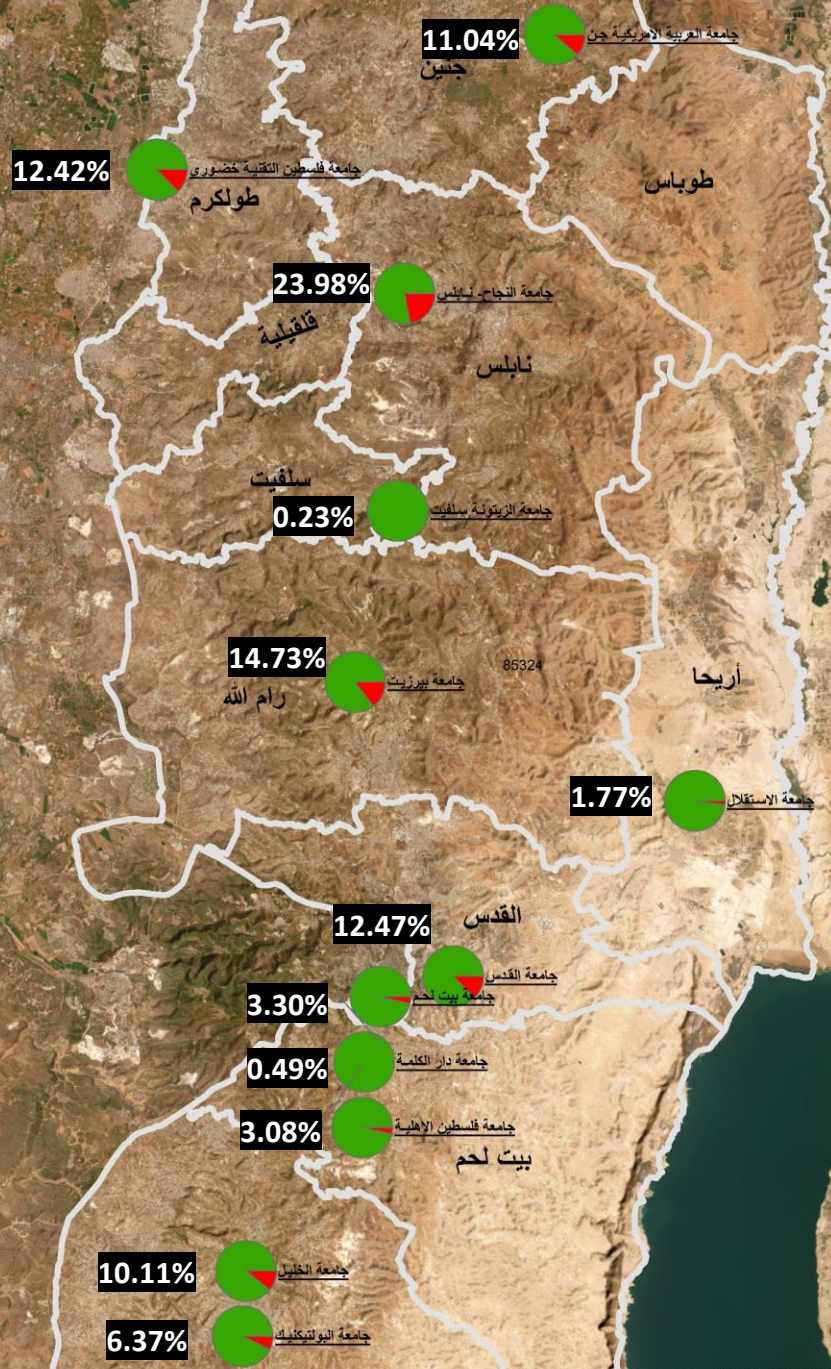 11.04%
جامعة العربية الامريكية جن
جنين
12.42%
جامعة فلسطين التقنية خضوري
طولكرم
طوباس
23.98%
جامعة النجاح- نابلس
قلقيلية
نابلس
سلفيت
0.23%
جامعة الزيتونة سلفيت
14.73%
85324
جامعة بيرزيت
رام الله
أريحا
1.77%
جامعة الاستقلال
القدس
12.47%
جامعة القدس
3.30%
جامعة بيت لحم
0.49%
جامعة دار الكلمة
3.08%
جامعة فلسطين الاهلية
بيت لحم
10.11%
جامعة الخليل
6.37%
جامعة البوليتكنيك